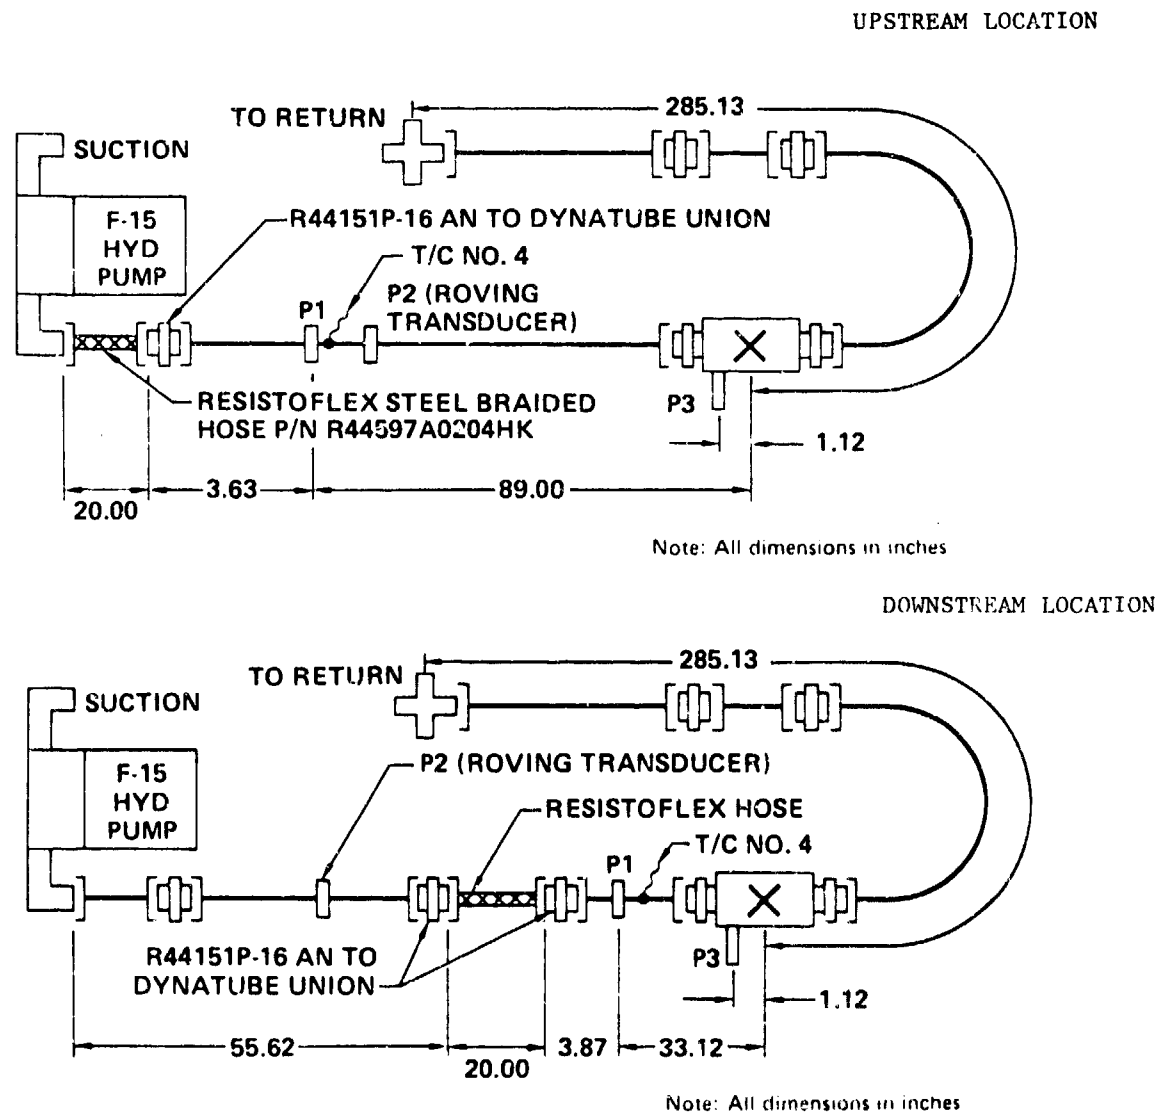 UPSTREAM LOCATION
285.13
TO RETURN
SUCTION
F-15
HYD
PUMP
R44151P-16 AN TO DYNATUBE UNION
T/C NO. 4
P1
P2 (ROVING
TRANSDUCER)
P3
RESISTOFLEX STEEL BRAIDED
HOSE P/N R44597A0204HK
1.12
3.63
89.00
20.00
Note: All dimensions in inches
DOWNSTREAM LOCATION
285.13
TO RETURN
SUCTION
P2 (ROVING TRANSDUCER)
F-15
HYD
PUMP
RESISTOFLEX HOSE
T/C NO. 4
P1
R44151P-16 AN TO
DYNATUBE UNION
P3
1.12
55.62
3.87
33.12
20.00
Note: All dimensions in inches